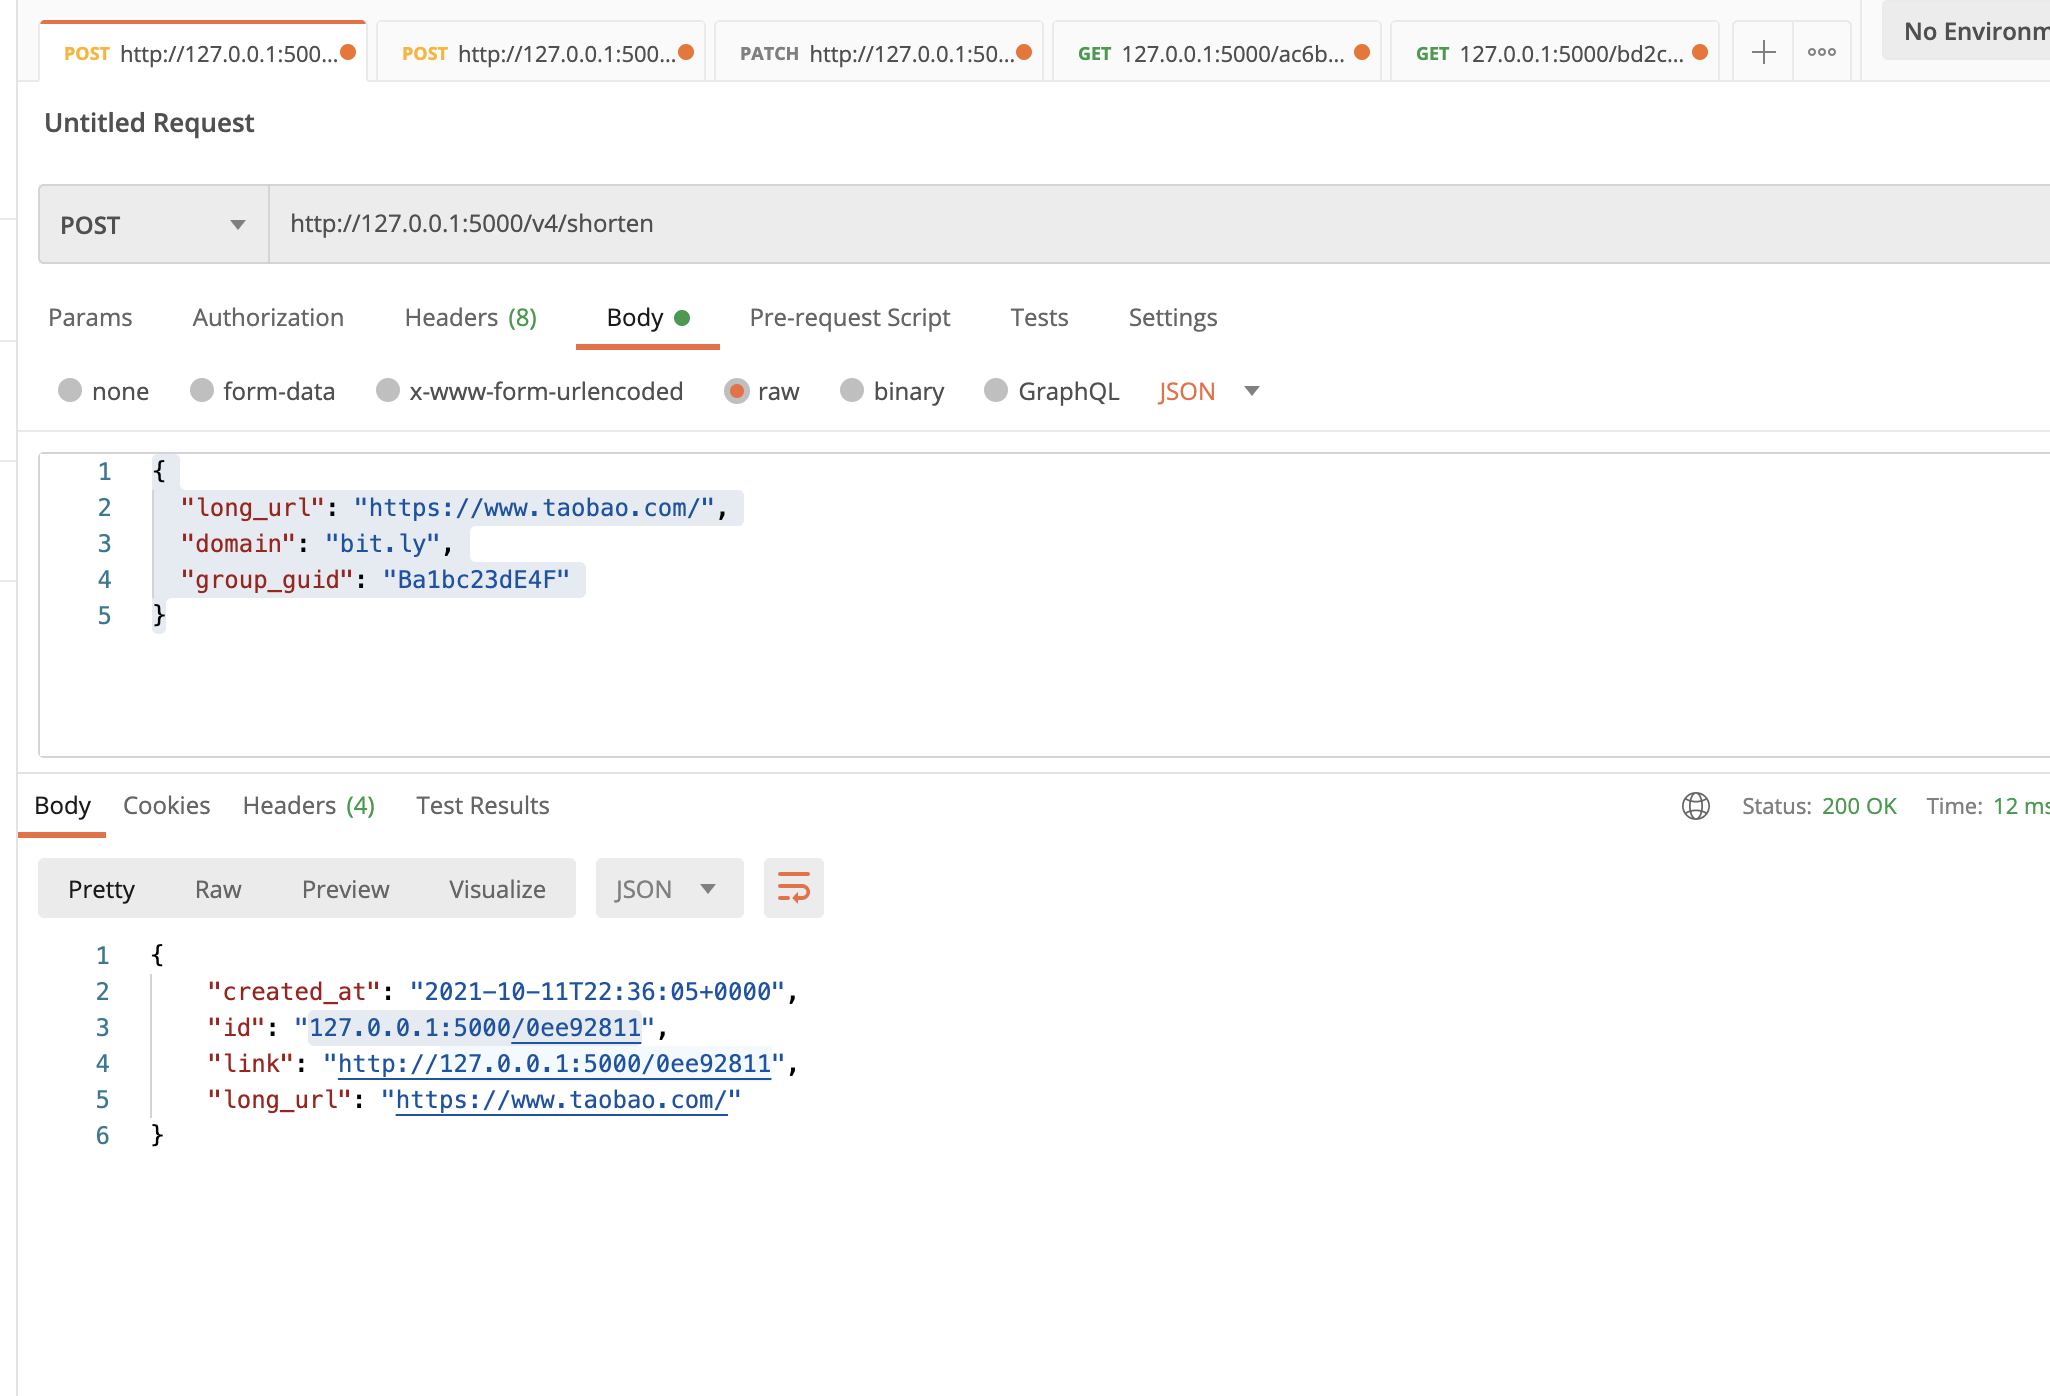 POST http://127.0.0.1:500... POST http://127.0.0.1:500... PATCH http://127.0.0.1:50... GET 127.0.0.1:5000/ac6b... GET 127.0.0.1:5000/bd2c... No Environm
Untitled Request
POST http://127.0.0.1:5000/v4/shorten
Params Authorization Headers (8) Body Pre-request Script Tests Settings
none form-data x-www-form-urlencoded raw binary GraphQL JSON
1 {
2 "long_url": "https://www.taobao.com/",
3 "domain": "bit.ly",
4 "group_guid": "Ba1bc23dE4F"
5 }
Body Cookies Headers (4) Test Results Status: 200 OK Time: 12 ms
Pretty Raw Preview Visualize JSON
1 {
2 "created_at": "2021-10-11T22:36:05+0000",
3 "id": "127.0.0.1:5000/0ee92811",
4 "link": "http://127.0.0.1:5000/0ee92811",
5 "long_url": "https://www.taobao.com/"
6 }